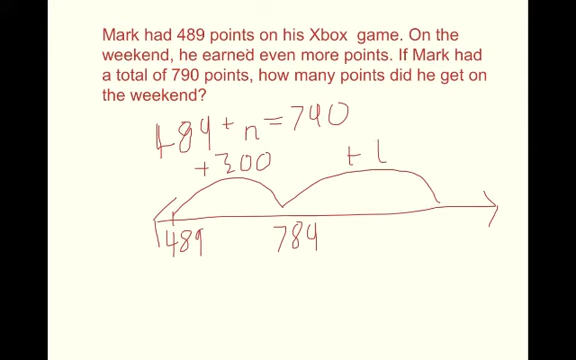 Mark had 489 points on his Xbox game. On the
weekend, he earned even more points. If Mark had
a total of 790 points, how many points did he get on
the weekend?
489 + n = 790
+300
+1
489
789